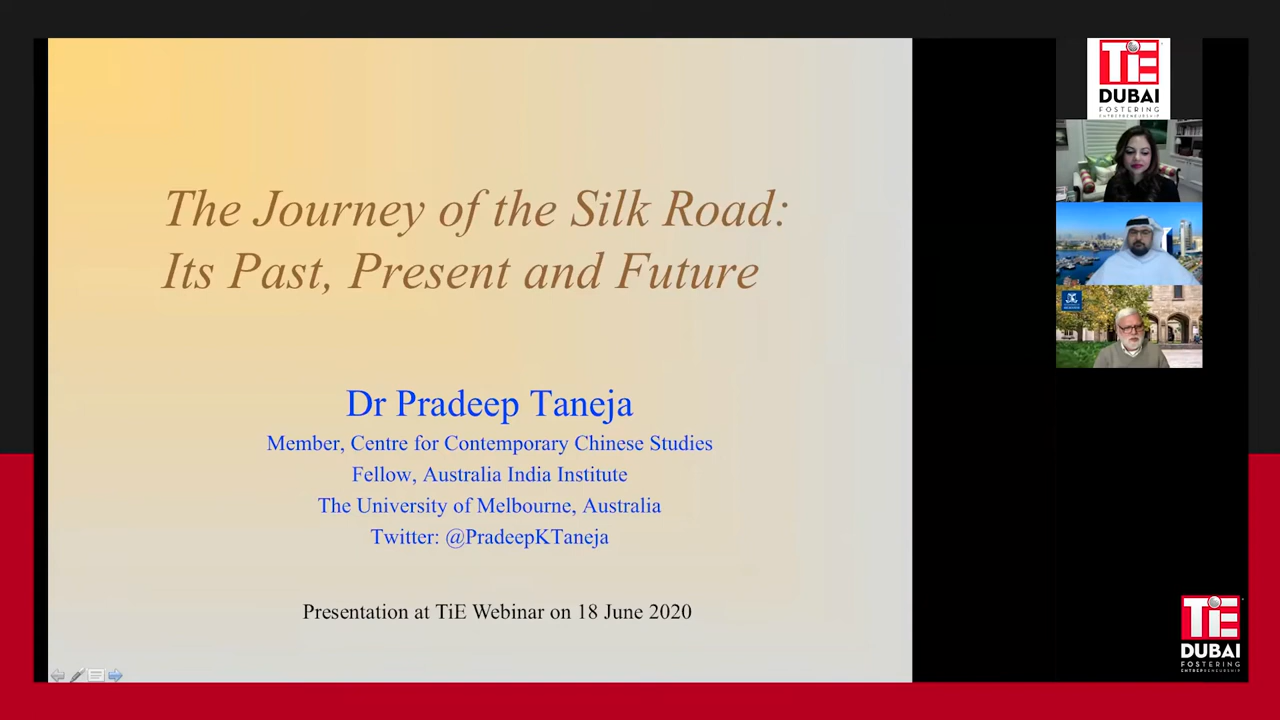 The Journey of the Silk Road:
Its Past, Present and Future
Dr Pradeep Taneja
Member, Centre for Contemporary Chinese Studies
Fellow, Australia India Institute
The University of Melbourne, Australia
Twitter: @PradeepKTaneja
Presentation at TiE Webinar on 18 June 2020
TiE
DUBAI
FOSTERING
ENTREPRENEURSHIP
TiE
DUBAI
FOSTERING
ENTREPRENEURSHIP